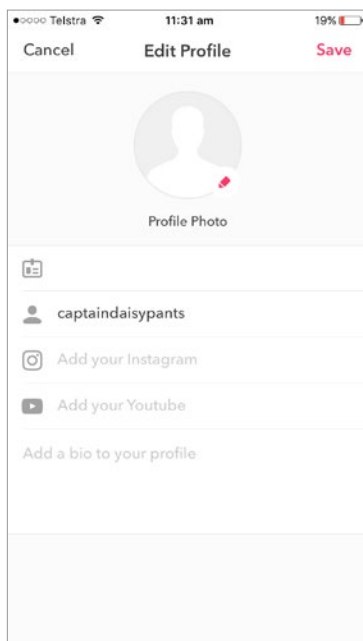 Telstra 11:31 am 19%
Cancel Edit Profile Save
Profile Photo
captaindaisypants
Add your Instagram
Add your Youtube
Add a bio to your profile